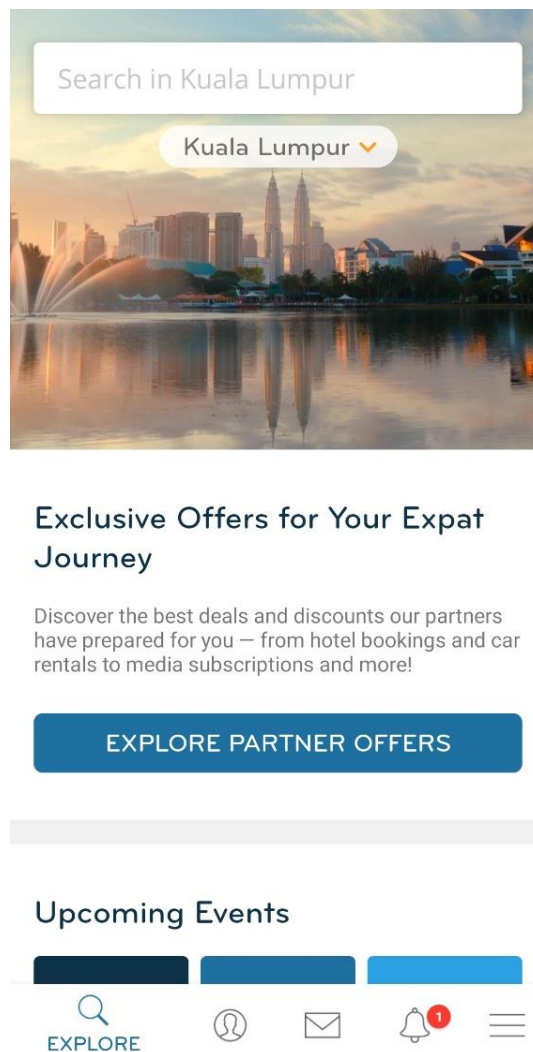 Search in Kuala Lumpur
Kuala Lumpur
Exclusive Offers for Your Expat
Journey
Discover the best deals and discounts our partners
have prepared for you — from hotel bookings and car
rentals to media subscriptions and more!
EXPLORE PARTNER OFFERS
Upcoming Events
1
EXPLORE